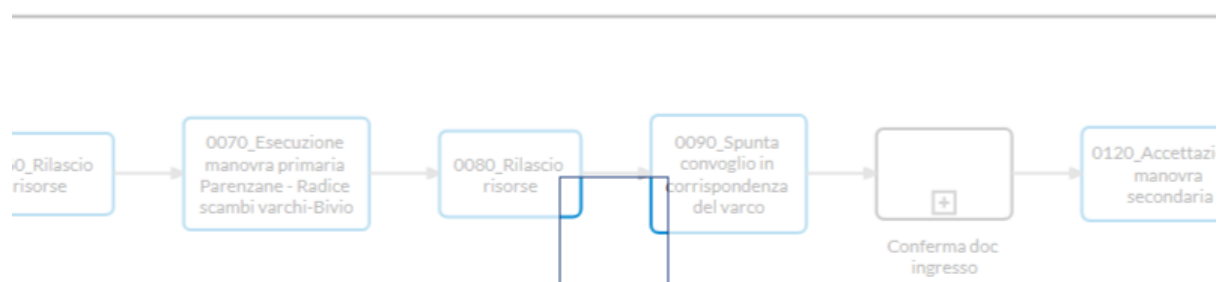 0_Rilascio
risorse
0070_Esecuzione
manovra primaria
Parenzane - Radice
scambi varchi-Bivio
0080_Rilascio
risorse
0090_Spunta
convoglio in
corrispondenza
del varco
Conferma doc
ingresso
0120_Accettazi
manovra
secondaria